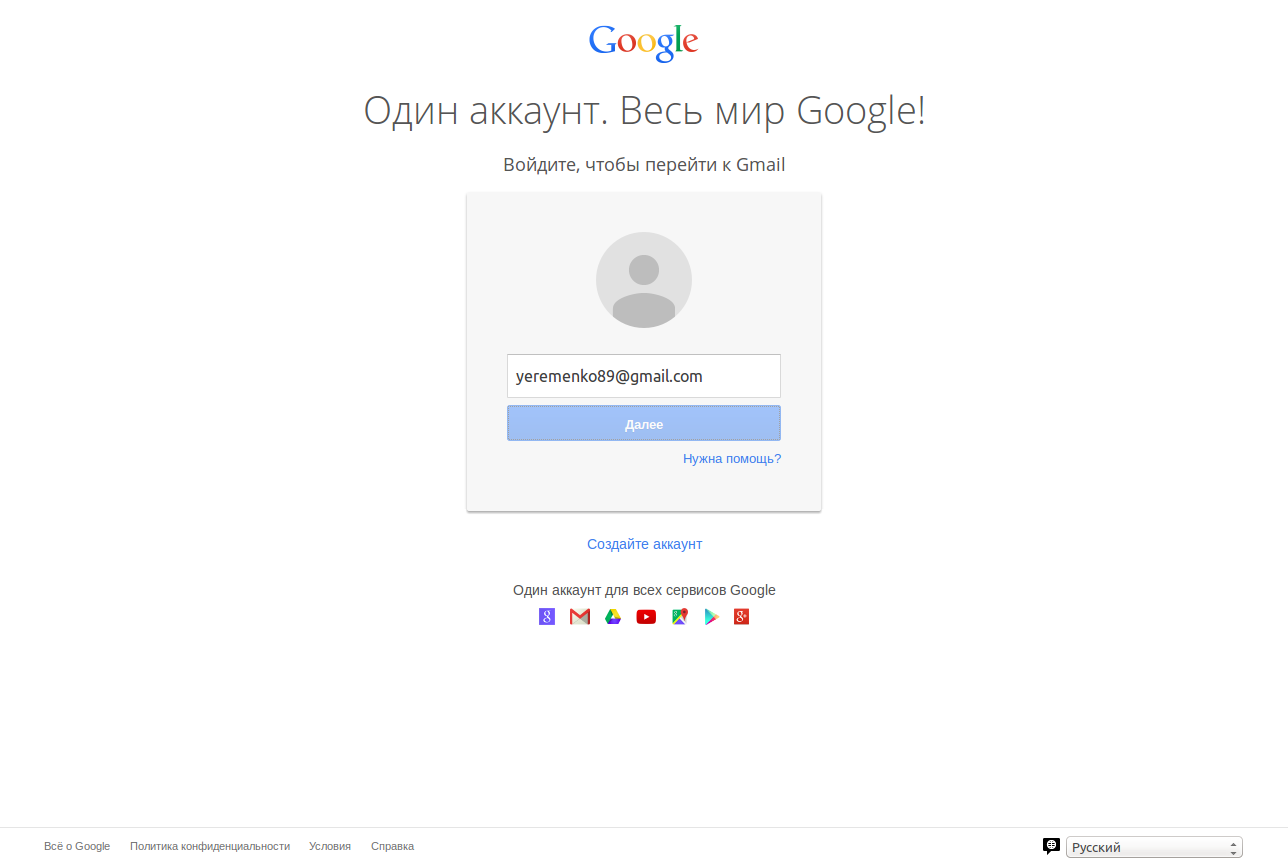 Google
Один аккаунт. Весь мир Google!
Войдите, чтобы перейти к Gmail
yeremenko89@gmail.com
Далее
Нужна помощь?
Создайте аккаунт
Один аккаунт для всех сервисов Google
Всё о Google Политика конфиденциальности Условия Справка Русский